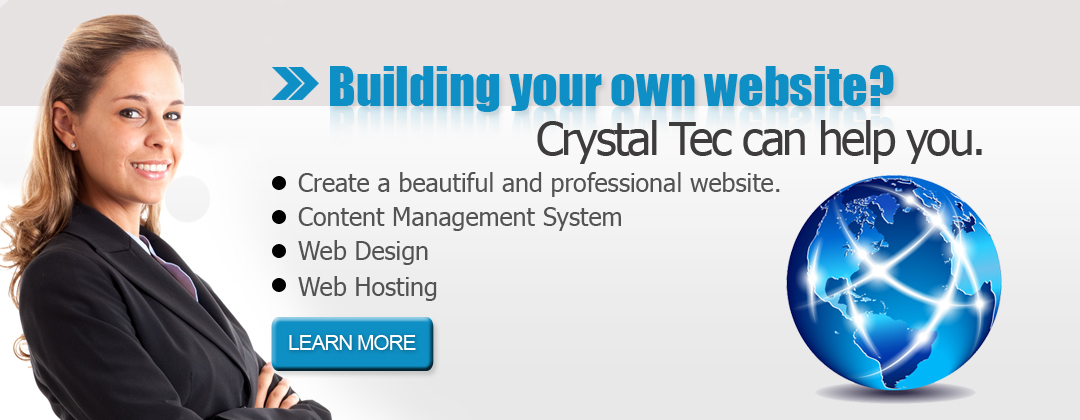 Building your own website?
Crystal Tec can help you.
Create a beautiful and professional website.
Content Management System
Web Design
Web Hosting
LEARN MORE